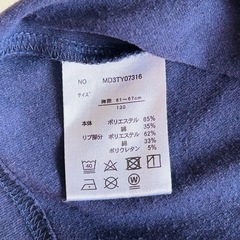 NO MD3TY07316
サイズ
胸囲 61～67cm
130
本体 ポリエステル 65%
綿 35%
リブ部分 ポリエステル 62%
綿 33%
ポリウレタン 5%
40
W